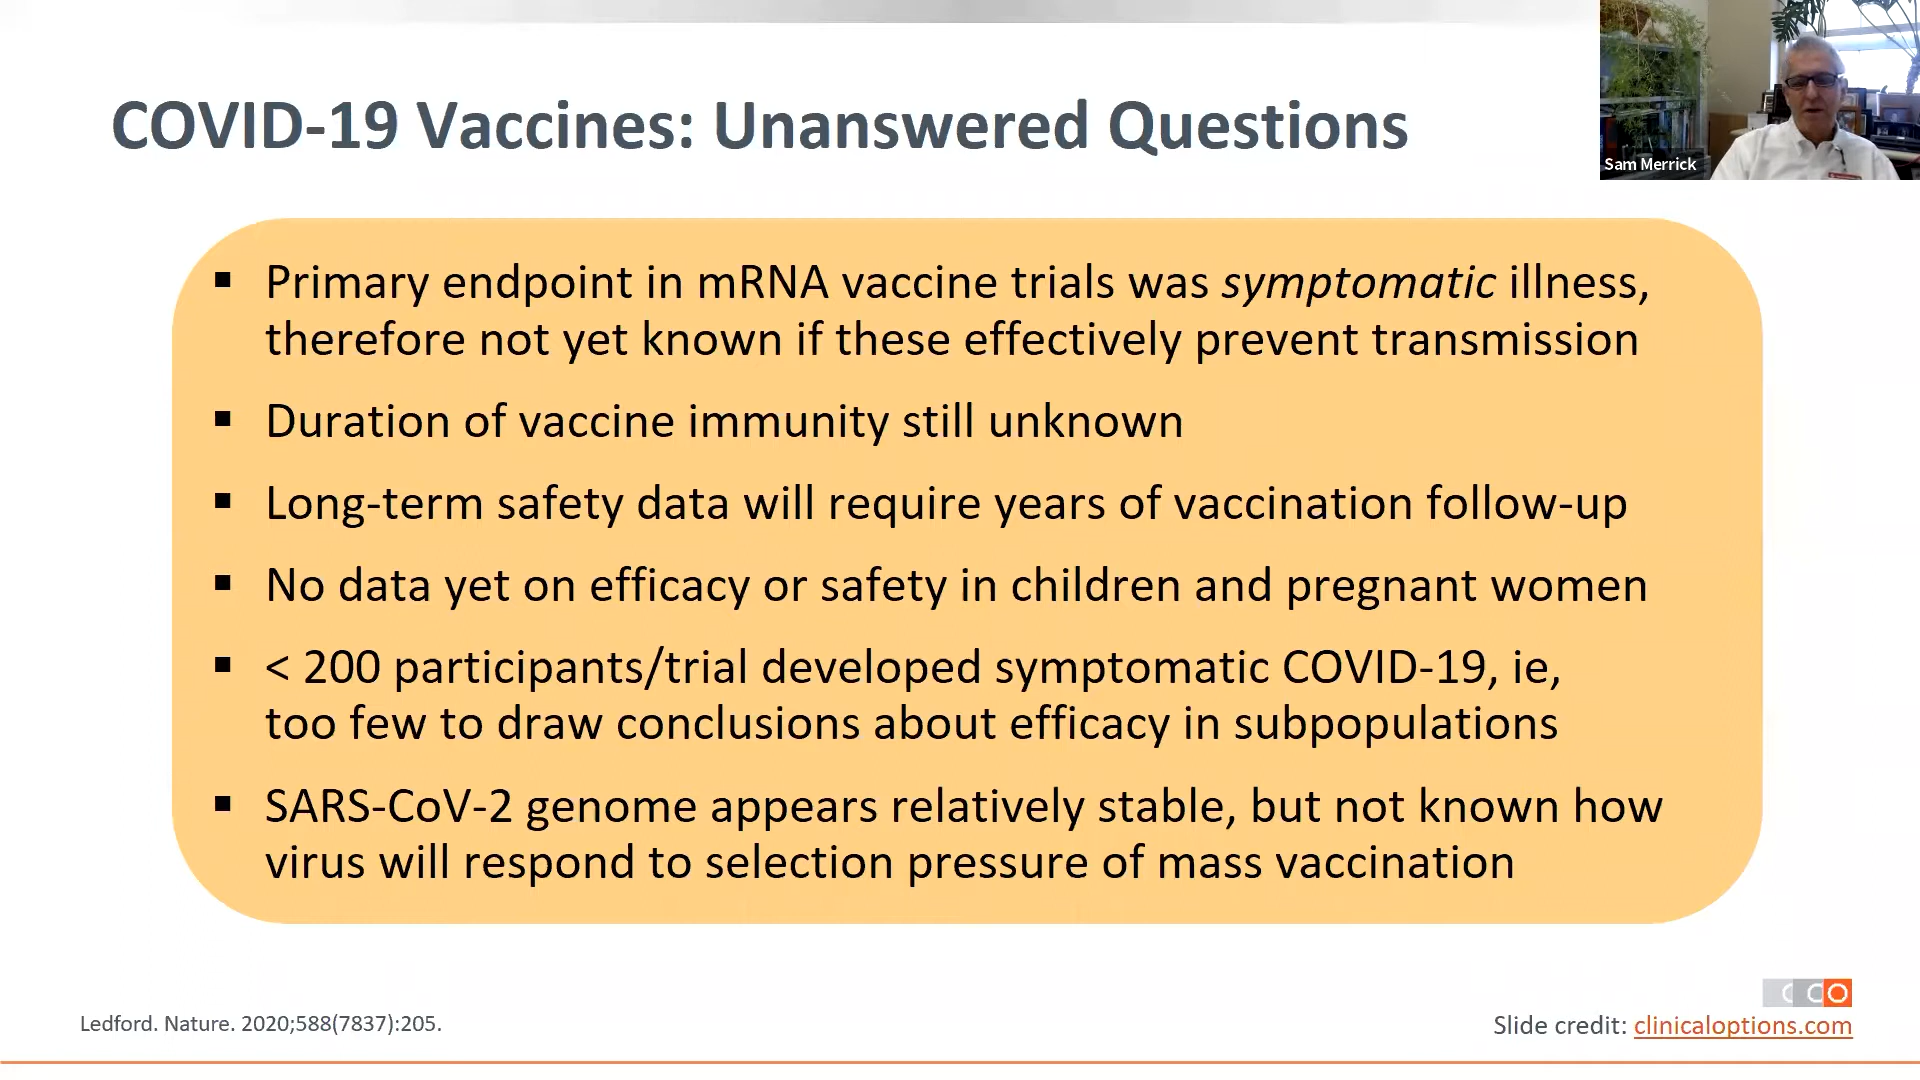 COVID-19 Vaccines: Unanswered Questions
Sam Merrick
▪ Primary endpoint in mRNA vaccine trials was symptomatic illness,
therefore not yet known if these effectively prevent transmission
▪ Duration of vaccine immunity still unknown
▪ Long-term safety data will require years of vaccination follow-up
▪ No data yet on efficacy or safety in children and pregnant women
▪ < 200 participants/trial developed symptomatic COVID-19, ie,
too few to draw conclusions about efficacy in subpopulations
▪ SARS-CoV-2 genome appears relatively stable, but not known how
virus will respond to selection pressure of mass vaccination
CCO
Ledford. Nature. 2020;588(7837):205.
Slide credit: clinicaloptions.com